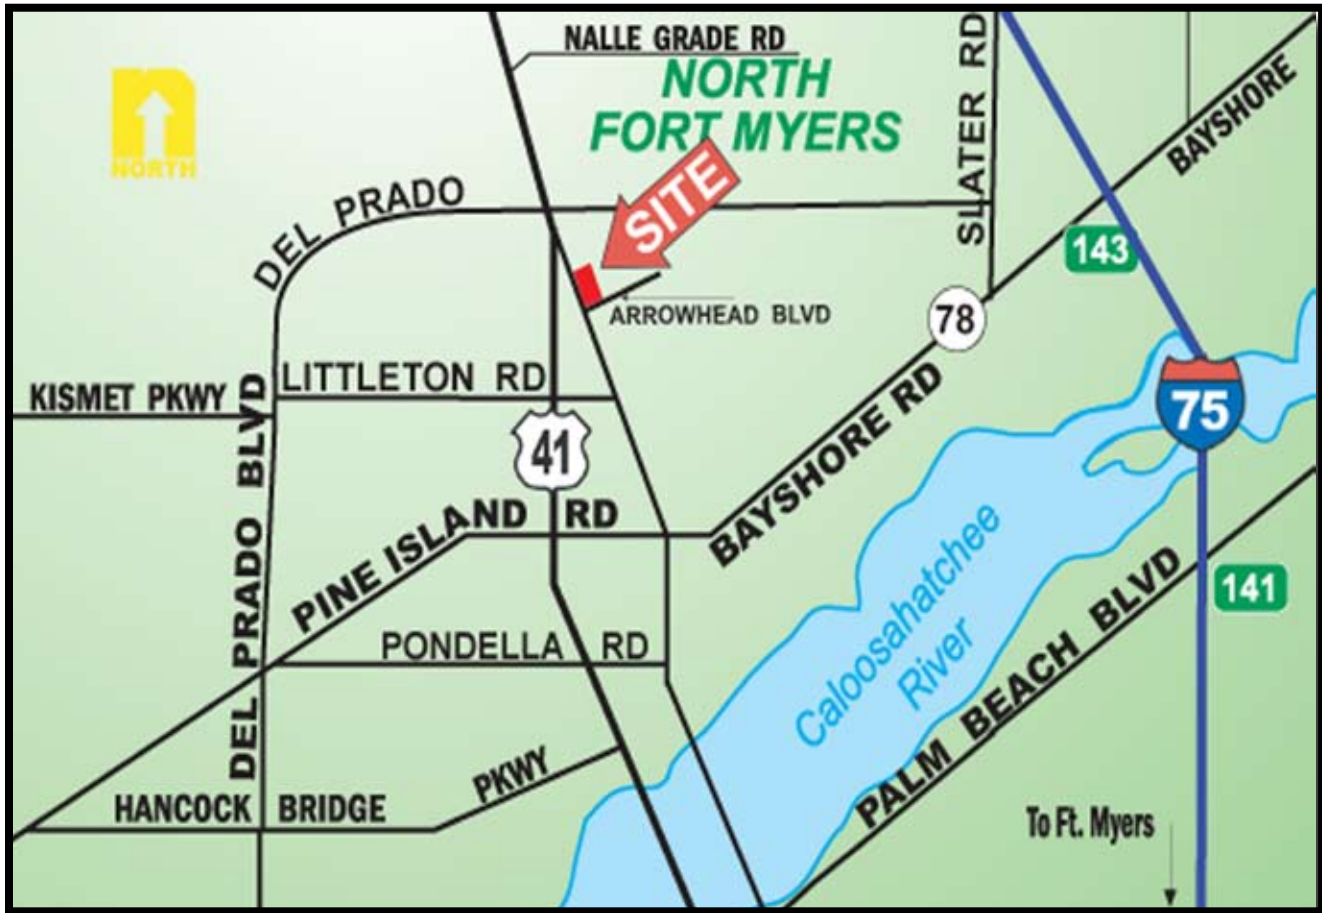 NALLE GRADE RD
NORTH
FORT MYERS
NORTH
SLATER RD
BAYSHORE
DEL PRADO
SITE
143
ARROWHEAD BLVD
78
LITTLETON RD
KISMET PKWY
75
41
DEL PRADO BLVD
BAYSHORE RD
PINE ISLAND RD
Caloosahatchee
River
141
PONDELLA RD
PALM BEACH BLVD
PKWY
HANCOCK BRIDGE
To Ft. Myers